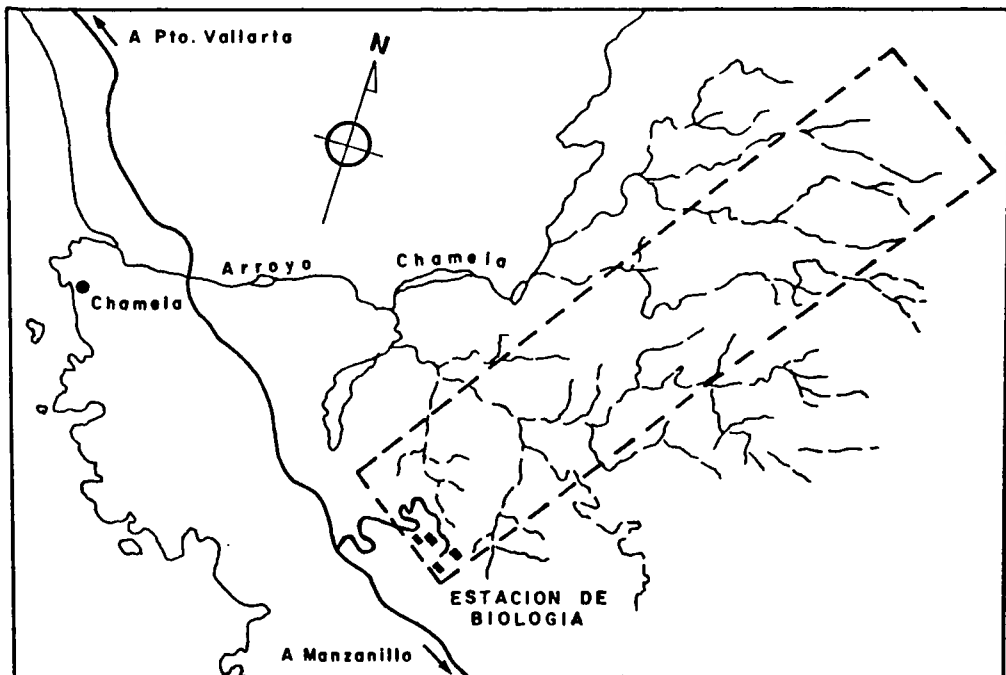 A Pto. Vallarta
N
Arroyo Chamela
Chamela
ESTACION DE
BIOLOGIA
A Manzanillo